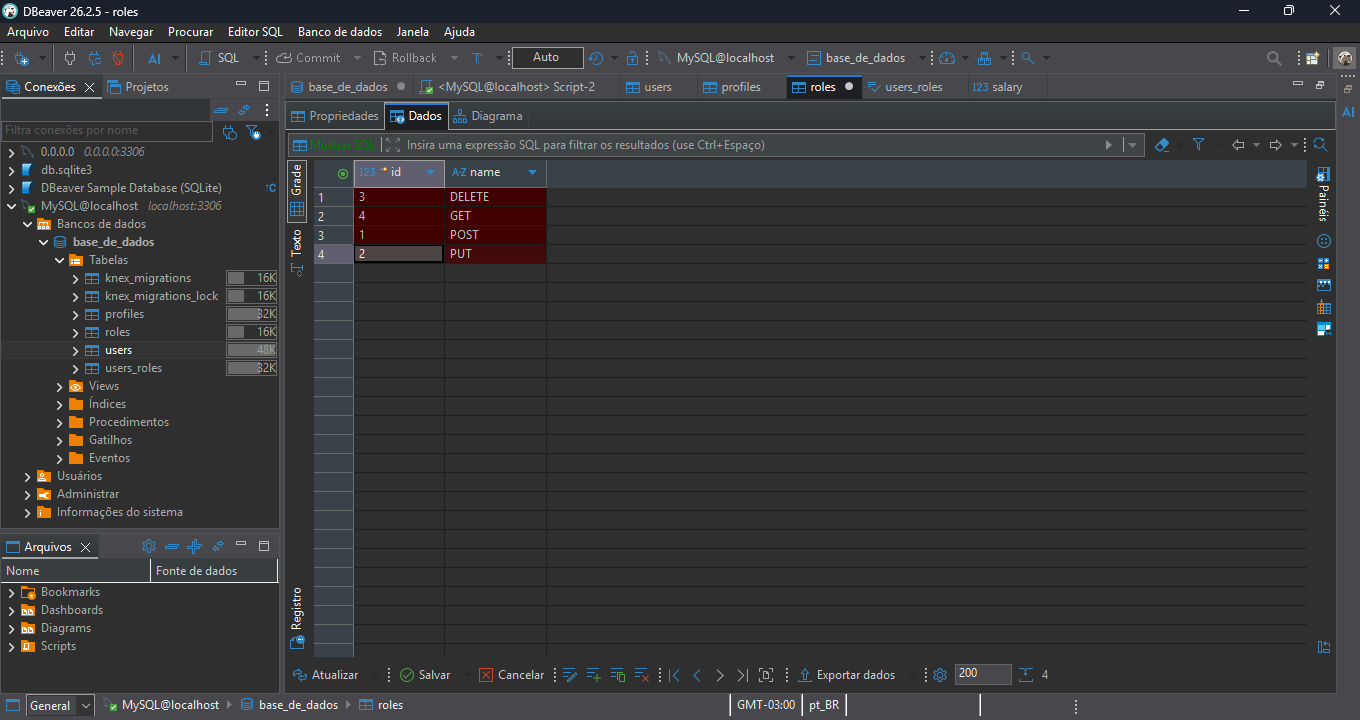 DBeaver 26.2.5 - roles
Arquivo Editar Navegar Procurar Editor SQL Banco de dados Janela Ajuda
AI SQL Commit Rollback T Auto MySQL@localhost base_de_dados
Conexões Projetos
base_de_dados <MySQL@localhost> Script-2 users profiles roles users_roles 123 salary
Propriedades Dados Diagrama
AI
Filtra conexões por nome
Mostrar SQL Insira uma expressão SQL para filtrar os resultados (use Ctrl+Espaço)
0.0.0.0 0.0.0.0:3306
db.sqlite3
DBeaver Sample Database (SQLite)
MySQL@localhost localhost:3306
Bancos de dados
base_de_dados
Tabelas
knex_migrations 16K
knex_migrations_lock 16K
profiles 32K
roles 16K
users 48K
users_roles 32K
Views
Índices
Procedimentos
Gatilhos
Eventos
Usuários
Administrar
Informações do sistema
Grade
Texto
Registro
123 id A-Z name
1 3 DELETE
2 4 GET
3 1 POST
4 2 PUT
Painéis
Arquivos
Nome Fonte de dados
Bookmarks
Dashboards
Diagrams
Scripts
Atualizar Salvar Cancelar Exportar dados 200 4
General MySQL@localhost base_de_dados roles GMT-03:00 pt_BR